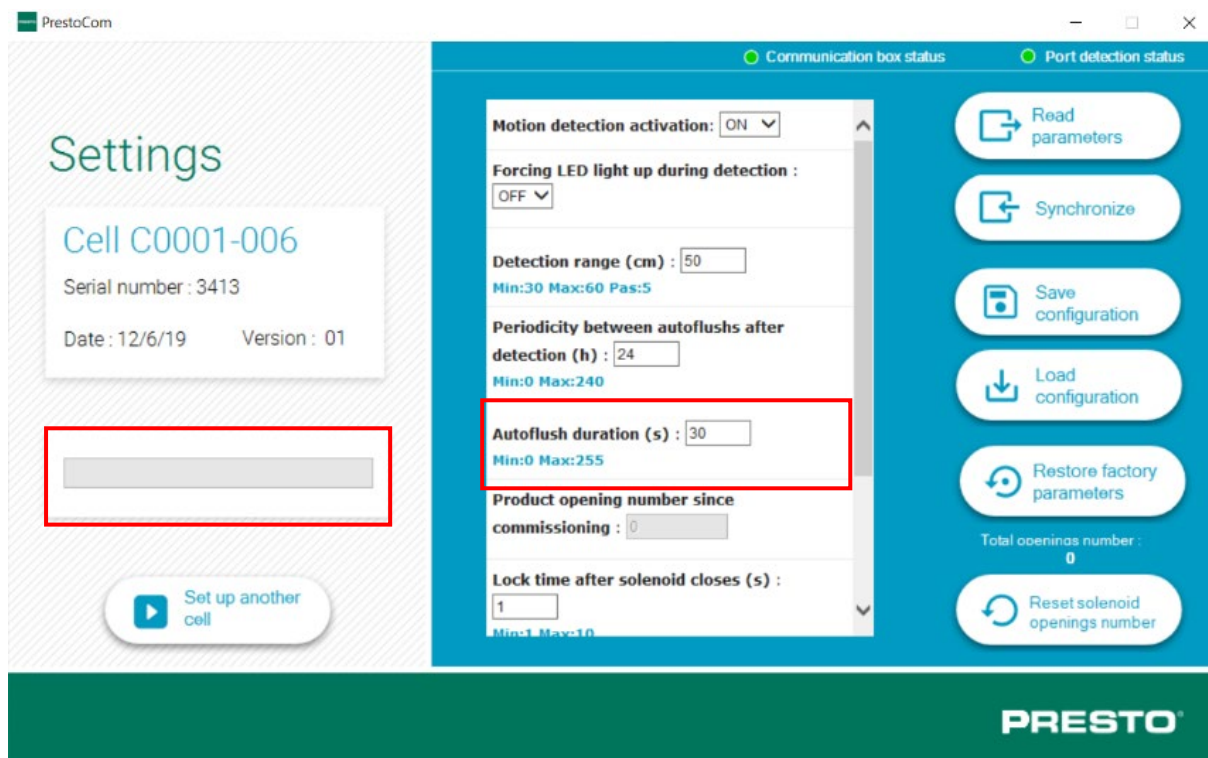 PrestoCom
Communication box status
Port detection status
Settings
Cell C0001-006
Serial number : 3413
Date : 12/6/19 Version : 01
Set up another
cell
Motion detection activation: ON
Forcing LED light up during detection :
OFF
Detection range (cm) : 50
Min:30 Max:60 Pas:5
Periodicity between autoflushs after
detection (h) : 24
Min:0 Max:240
Autoflush duration (s) : 30
Min:0 Max:255
Product opening number since
commissioning : 0
Lock time after solenoid closes (s) :
1
Min:1 Max:10
Read
parameters
Synchronize
Save
configuration
Load
configuration
Restore factory
parameters
Total openings number :
0
Reset solenoid
openings number
PRESTO